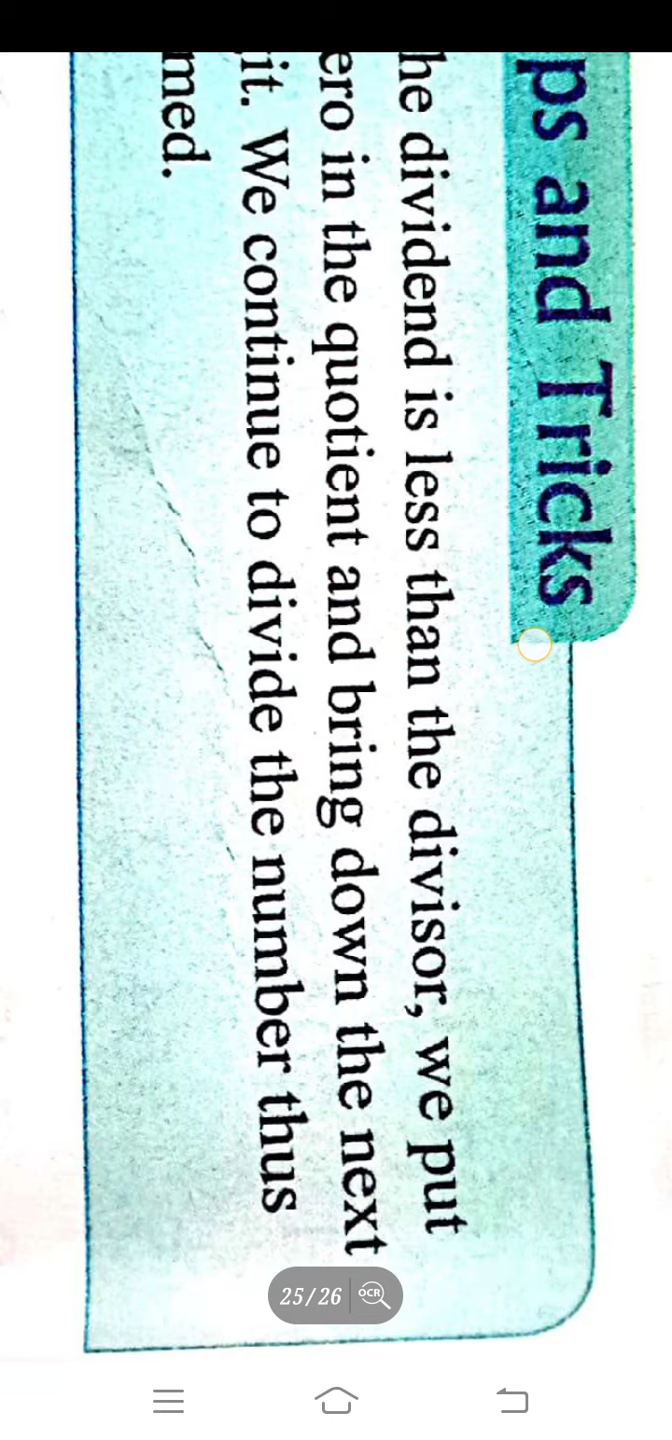 ps and Tricks
he dividend is less than the divisor, we put
ero in the quotient and bring down the next
it. We continue to divide the number thus
med.
25/26
OCR